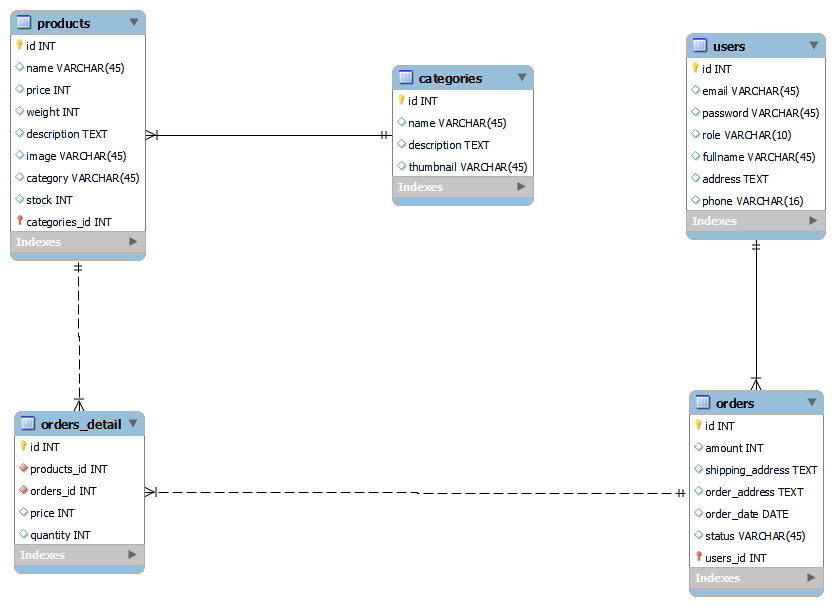 products
id INT
name VARCHAR(45)
price INT
weight INT
description TEXT
image VARCHAR(45)
category VARCHAR(45)
stock INT
categories_id INT
Indexes
categories
id INT
name VARCHAR(45)
description TEXT
thumbnail VARCHAR(45)
Indexes
users
id INT
email VARCHAR(45)
password VARCHAR(45)
role VARCHAR(10)
fullname VARCHAR(45)
address TEXT
phone VARCHAR(16)
Indexes
orders_detail
id INT
products_id INT
orders_id INT
price INT
quantity INT
Indexes
orders
id INT
amount INT
shipping_address TEXT
order_address TEXT
order_date DATE
status VARCHAR(45)
users_id INT
Indexes